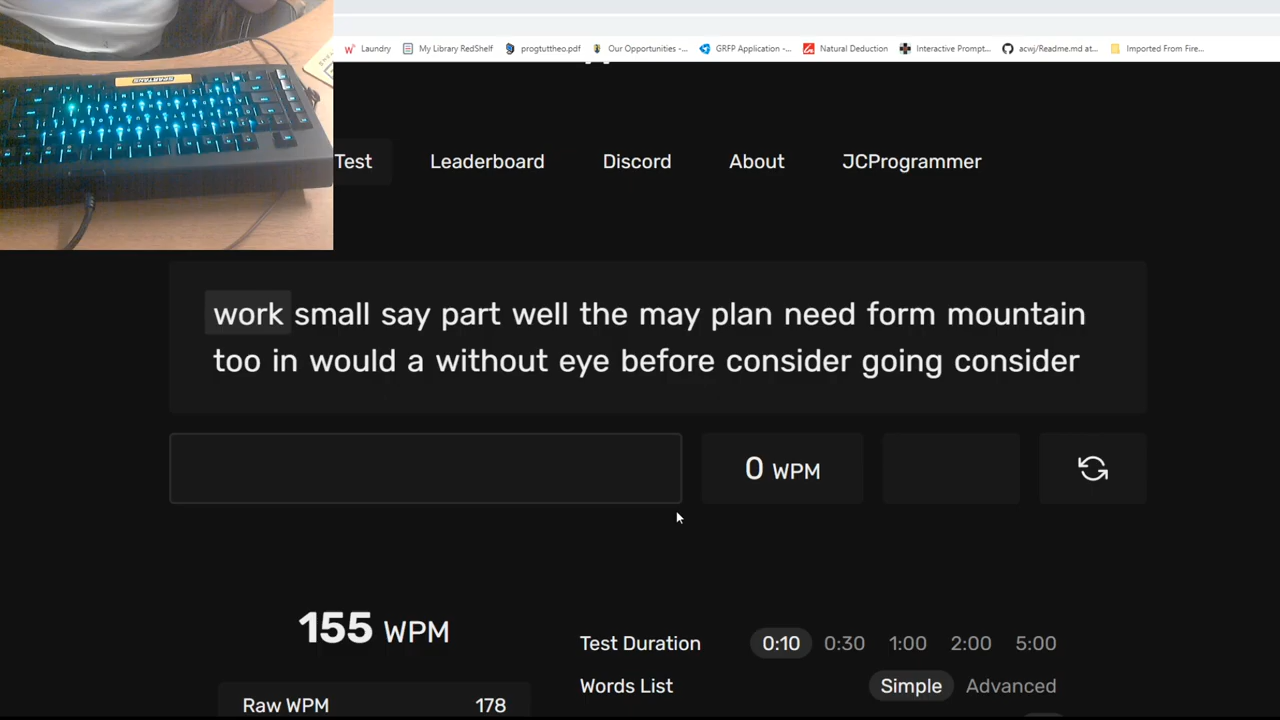 Laundry My Library RedShelf progtuttheo.pdf Our Opportunities -... GRFP Application -... Natural Deduction Interactive Prompt... acwj/Readme.md at... Imported From Fire...
Test Leaderboard Discord About JCProgrammer
work small say part well the may plan need form mountain
too in would a without eye before consider going consider
0 WPM
155 WPM
Raw WPM 178
Test Duration 0:10 0:30 1:00 2:00 5:00
Words List Simple Advanced